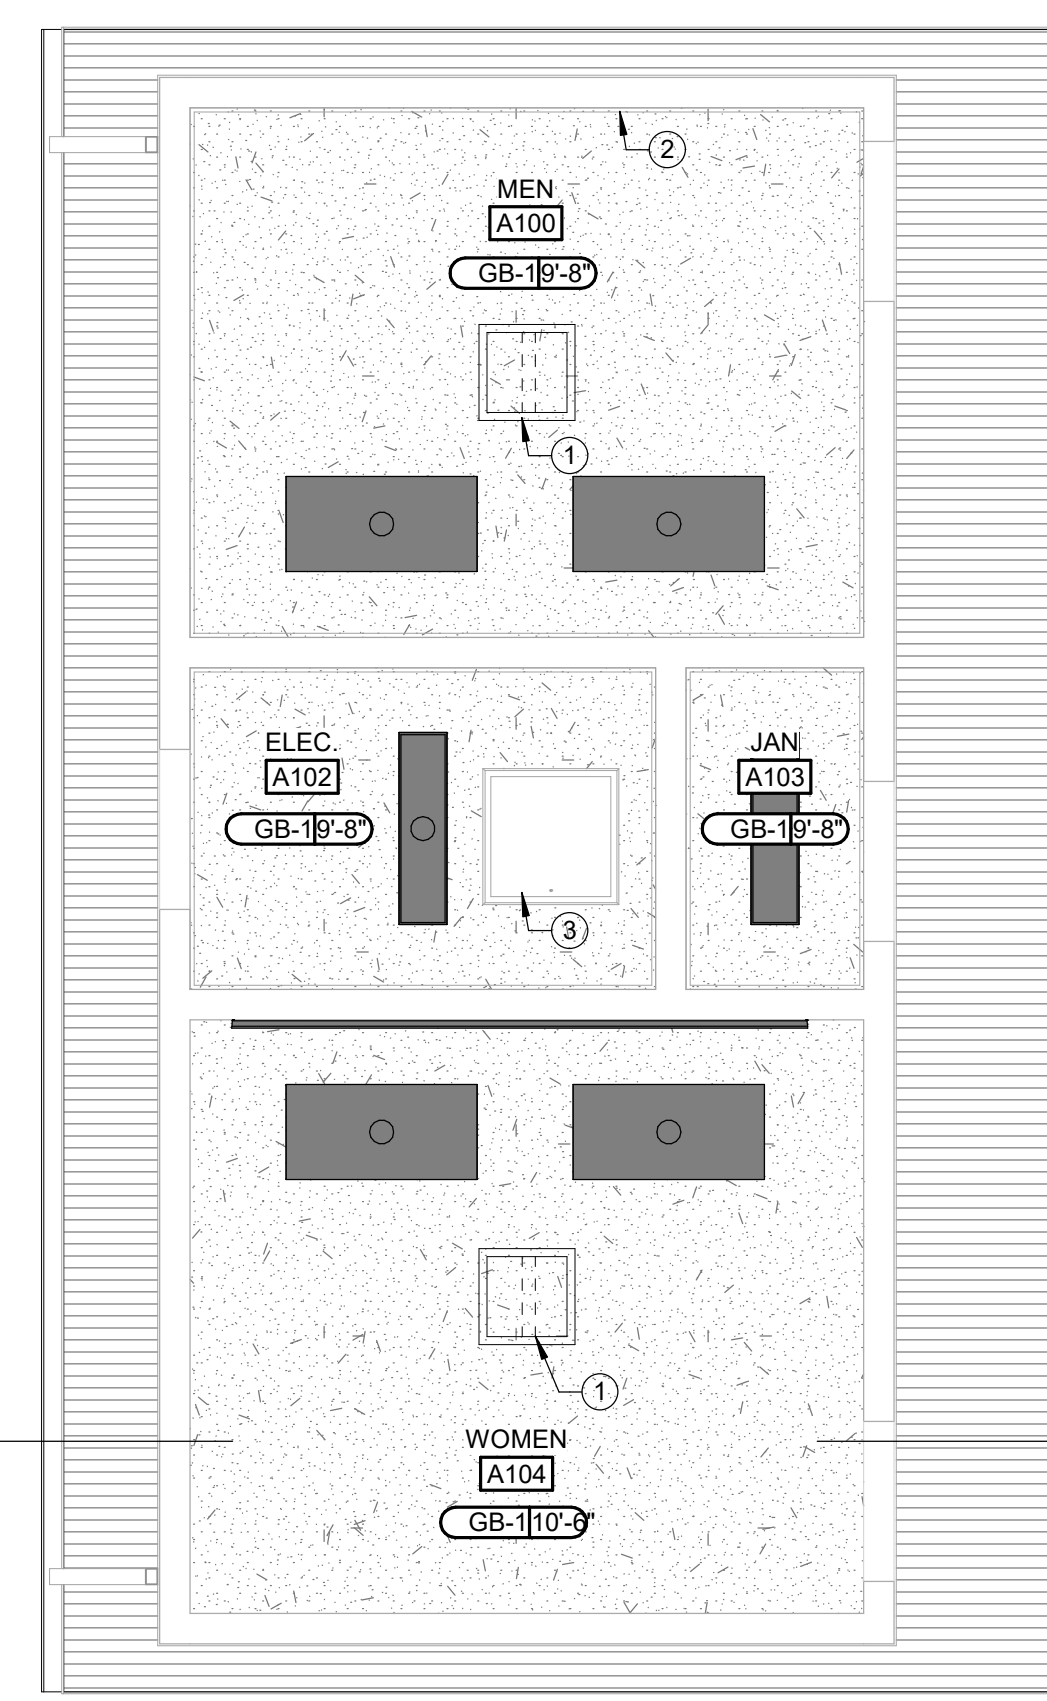 2
MEN
A100
GB-1 9'-8"
1
ELEC.
A102
GB-1 9'-8"
3
JAN
A103
GB-1 9'-8"
1
WOMEN
A104
GB-1 10'-6"